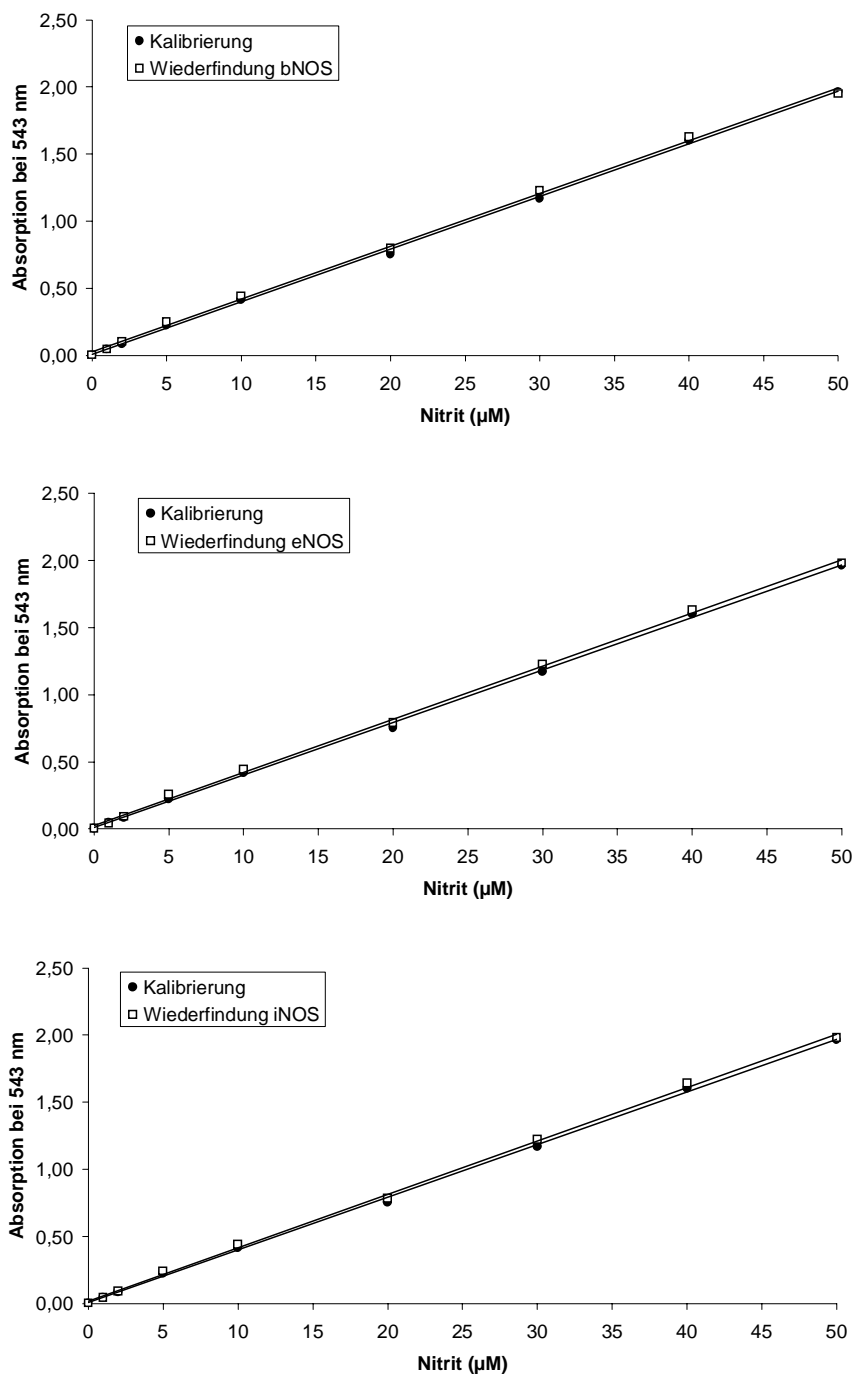 2,50
Kalibrierung
Wiederfindung bNOS
2,00
1,50
1,00
0,50
0,00
Absorption bei 543 nm
0 5 10 15 20 25 30 35 40 45 50
Nitrit (µM)
2,50
Kalibrierung
Wiederfindung eNOS
2,00
1,50
1,00
0,50
0,00
Absorption bei 543 nm
0 5 10 15 20 25 30 35 40 45 50
Nitrit (µM)
2,50
Kalibrierung
Wiederfindung iNOS
2,00
1,50
1,00
0,50
0,00
Absorption bei 543 nm
0 5 10 15 20 25 30 35 40 45 50
Nitrit (µM)